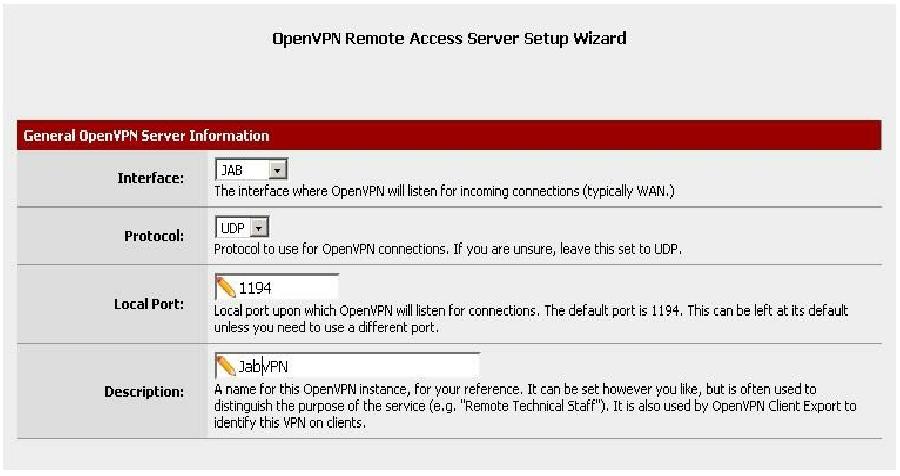 OpenVPN Remote Access Server Setup Wizard
General OpenVPN Server Information
Interface:
JAB
The interface where OpenVPN will listen for incoming connections (typically WAN.)
Protocol:
UDP
Protocol to use for OpenVPN connections. If you are unsure, leave this set to UDP.
Local Port:
1194
Local port upon which OpenVPN will listen for connections. The default port is 1194. This can be left at its default
unless you need to use a different port.
Description:
JabVPN
A name for this OpenVPN instance, for your reference. It can be set however you like, but is often used to
distinguish the purpose of the service (e.g. "Remote Technical Staff"). It is also used by OpenVPN Client Export to
identify this VPN on clients.